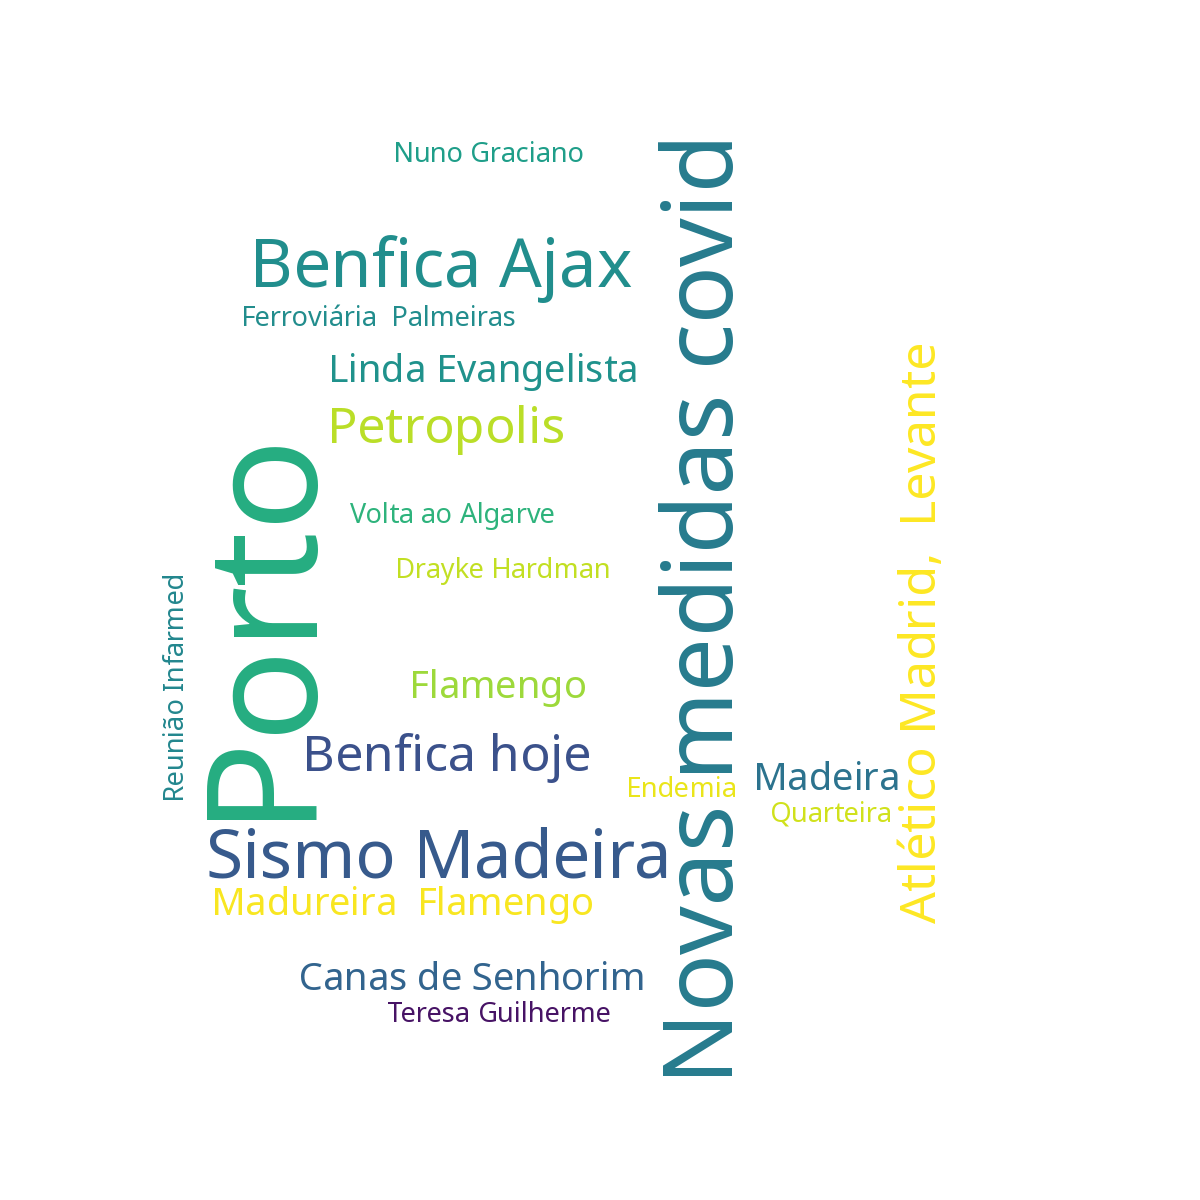 Nuno Graciano
Benfica Ajax
Ferroviária Palmeiras
Linda Evangelista
Petropolis
Porto
Volta ao Algarve
Drayke Hardman
Reunião Infarmed
Flamengo
Benfica hoje
Novas medidas covid
Endemia
Madeira
Quarteira
Atlético Madrid, Levante
Sismo Madeira
Madureira Flamengo
Canas de Senhorim
Teresa Guilherme